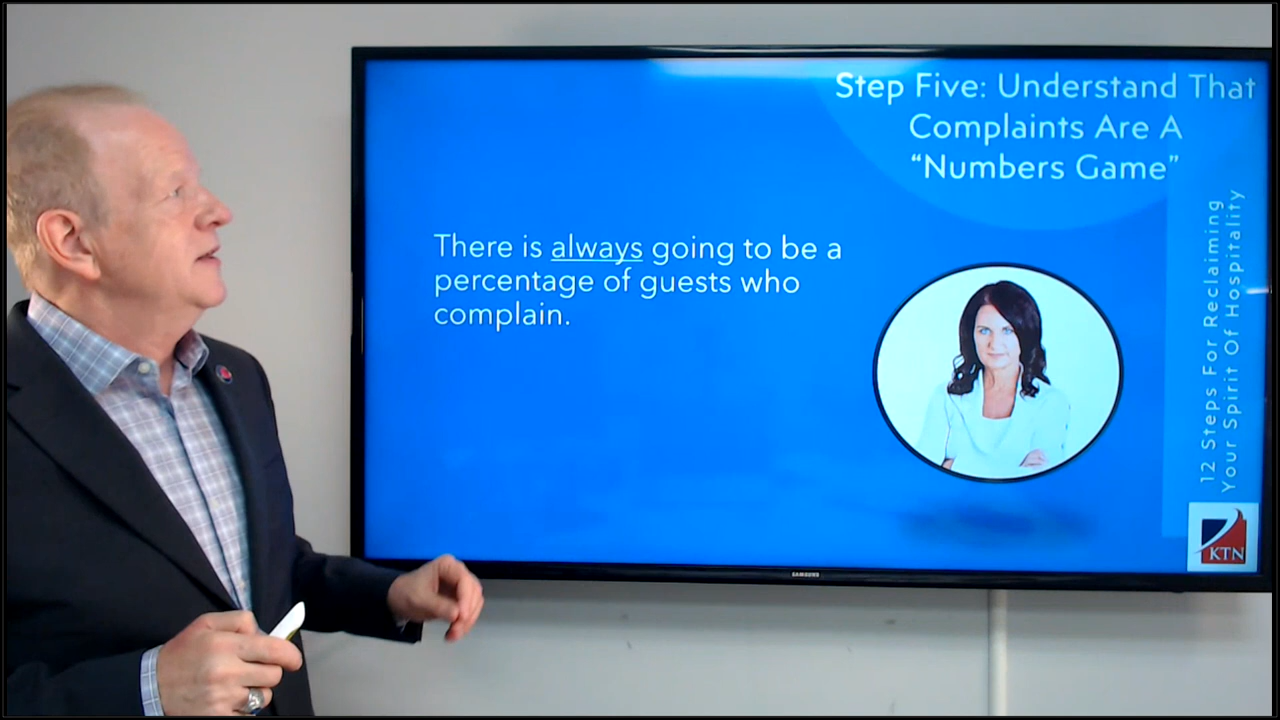 Step Five: Understand That
Complaints Are A
“Numbers Game”
There is always going to be a
percentage of guests who
complain.
12 Steps For Reclaiming
Your Spirit Of Hospitality
KTN
SAMSUNG